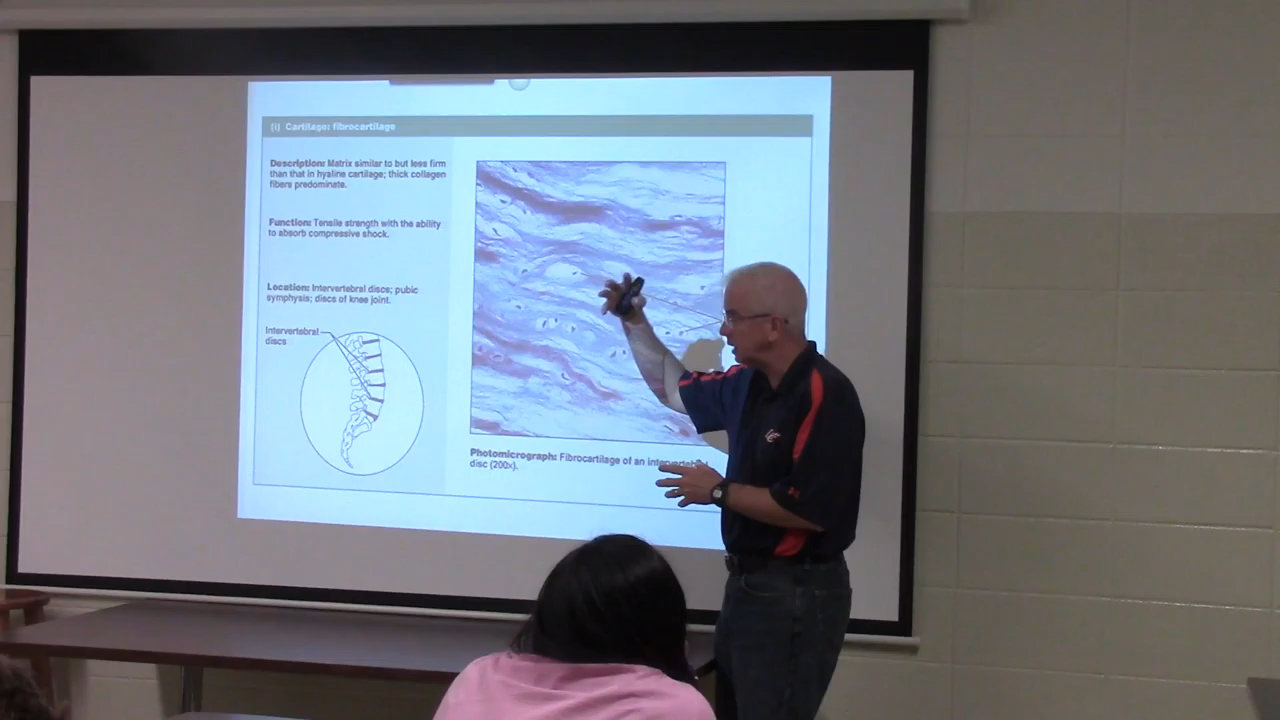 (i) Cartilage: fibrocartilage
Description: Matrix similar to but less firm
than that in hyaline cartilage; thick collagen
fibers predominate.
Function: Tensile strength with the ability
to absorb compressive shock.
Location: Intervertebral discs; pubic
symphysis; discs of knee joint.
Intervertebral
discs
Photomicrograph: Fibrocartilage of an intervertebral
disc (200x).